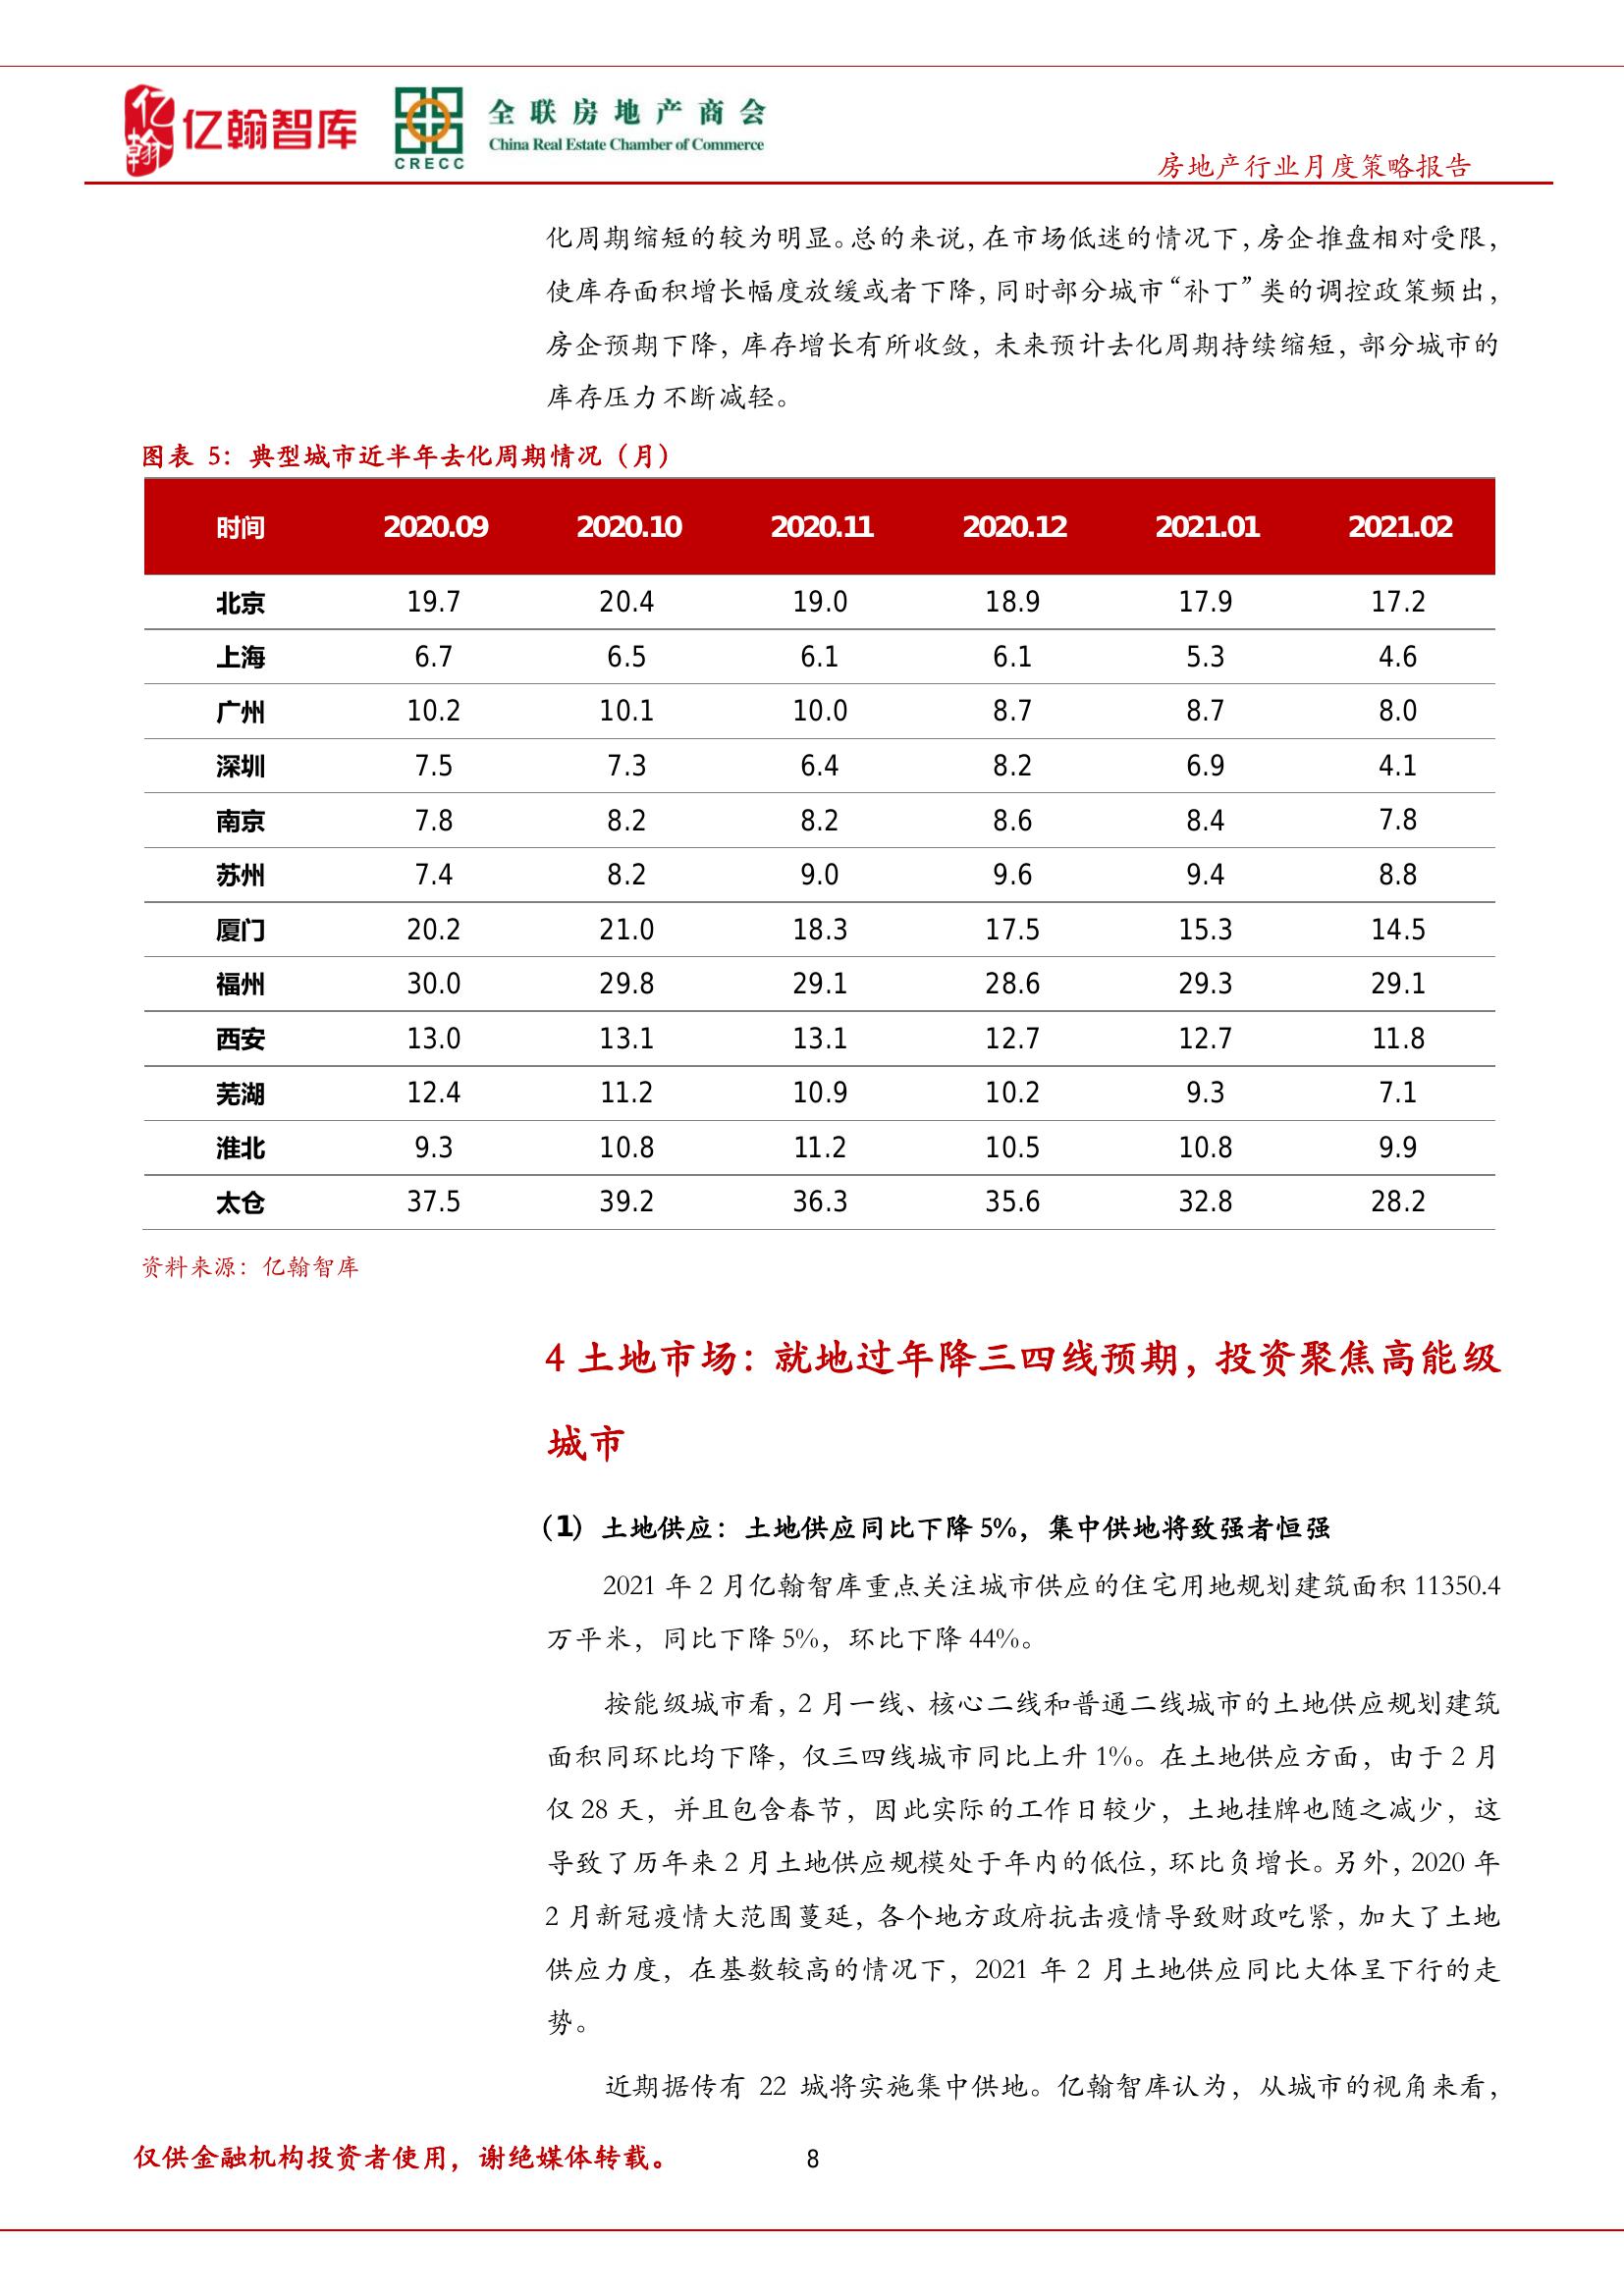 亿翰 亿翰智库 CRECC 全联房地产商会
China Real Estate Chamber of Commerce
房地产行业月度策略报告
化周期缩短的较为明显。总的来说，在市场低迷的情况下，房企推盘相对受限，
使库存面积增长幅度放缓或者下降，同时部分城市“补丁”类的调控政策频出，
房企预期下降，库存增长有所收敛，未来预计去化周期持续缩短，部分城市的
库存压力不断减轻。
图表 5：典型城市近半年去化周期情况（月）
时间 2020.09 2020.10 2020.11 2020.12 2021.01 2021.02
北京 19.7 20.4 19.0 18.9 17.9 17.2
上海 6.7 6.5 6.1 6.1 5.3 4.6
广州 10.2 10.1 10.0 8.7 8.7 8.0
深圳 7.5 7.3 6.4 8.2 6.9 4.1
南京 7.8 8.2 8.2 8.6 8.4 7.8
苏州 7.4 8.2 9.0 9.6 9.4 8.8
厦门 20.2 21.0 18.3 17.5 15.3 14.5
福州 30.0 29.8 29.1 28.6 29.3 29.1
西安 13.0 13.1 13.1 12.7 12.7 11.8
芜湖 12.4 11.2 10.9 10.2 9.3 7.1
淮北 9.3 10.8 11.2 10.5 10.8 9.9
太仓 37.5 39.2 36.3 35.6 32.8 28.2
资料来源：亿翰智库
4 土地市场：就地过年降三四线预期，投资聚焦高能级
城市
（1）土地供应：土地供应同比下降 5%，集中供地将致强者恒强
2021 年 2 月亿翰智库重点关注城市供应的住宅用地规划建筑面积 11350.4
万平米，同比下降 5%，环比下降 44%。
按能级城市看，2 月一线、核心二线和普通二线城市的土地供应规划建筑
面积同环比均下降，仅三四线城市同比上升 1%。在土地供应方面，由于 2 月
仅 28 天，并且包含春节，因此实际的工作日较少，土地挂牌也随之减少，这
导致了历年来 2 月土地供应规模处于年内的低位，环比负增长。另外，2020 年
2 月新冠疫情大范围蔓延，各个地方政府抗击疫情导致财政吃紧，加大了土地
供应力度，在基数较高的情况下，2021 年 2 月土地供应同比大体呈下行的走
势。
近期据传有 22 城将实施集中供地。亿翰智库认为，从城市的视角来看，
仅供金融机构投资者使用，谢绝媒体转载。 8